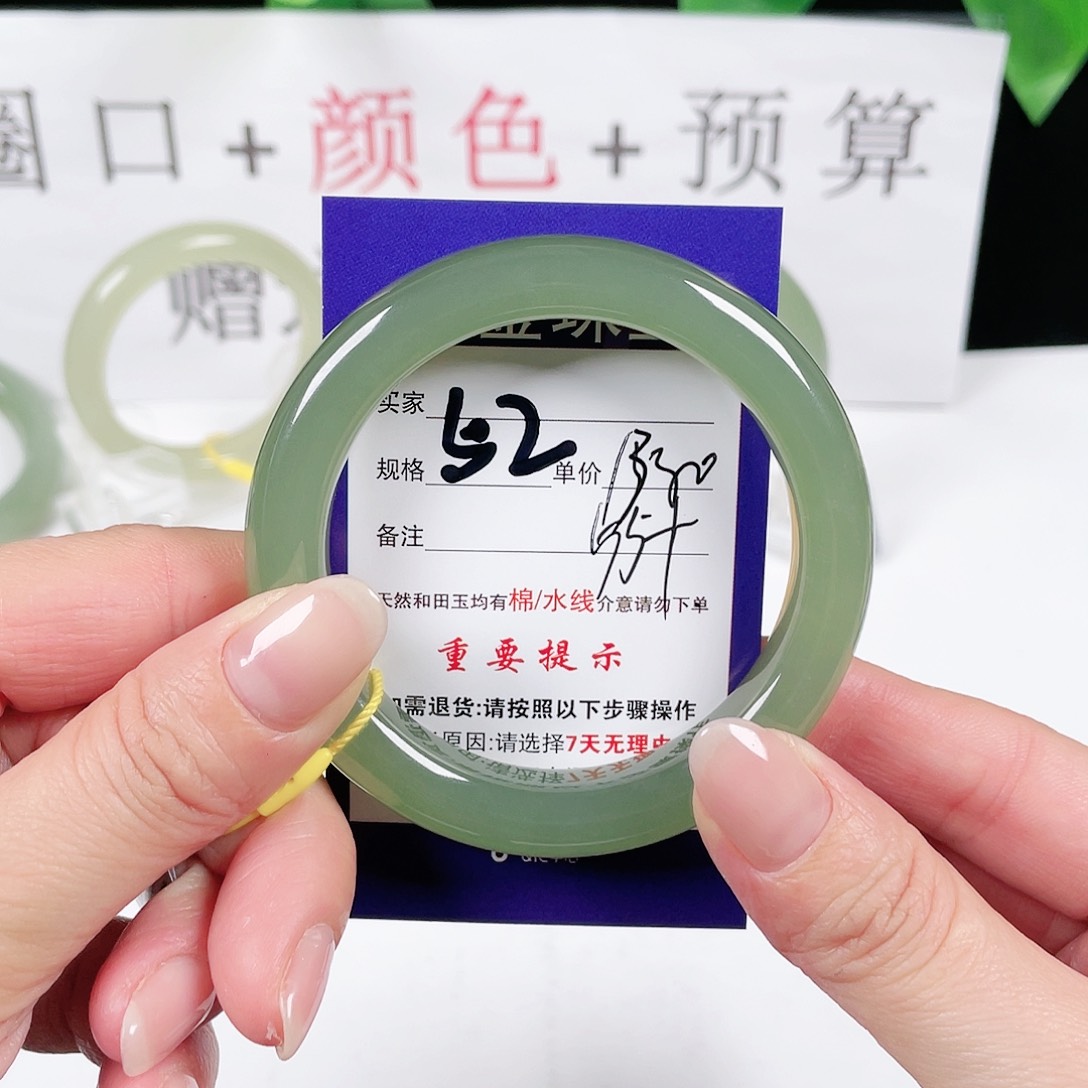 圈口+颜色+预算
赠
买家
规格 52 单价
备注
天然和田玉均有棉/水线介意请勿下单
重要提示
如需退货:请按照以下步骤操作
原因:请选择7天无理由